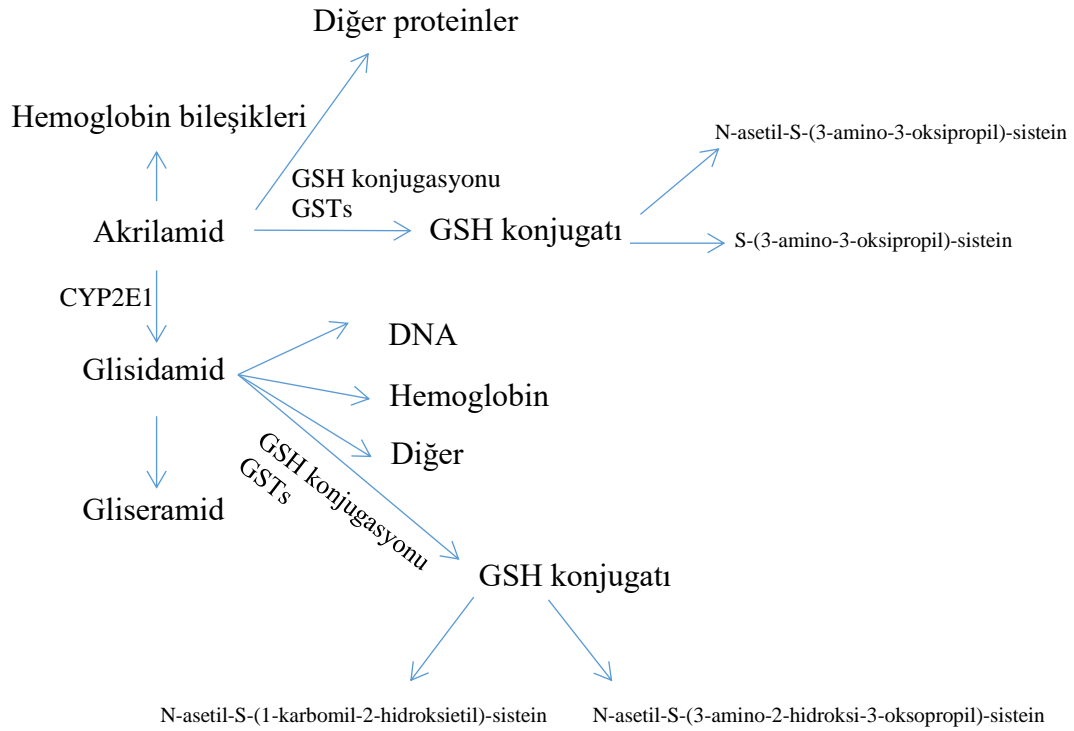 Diğer proteinler
Hemoglobin bileşikleri
N-asetil-S-(3-amino-3-oksipropil)-sistein
GSH konjugasyonu
GSTs
Akrilamid
GSH konjugatı
S-(3-amino-3-oksipropil)-sistein
CYP2E1
DNA
Glisidamid
Hemoglobin
Diğer
GSH konjugasyonu
GSTs
Gliseramid
GSH konjugatı
N-asetil-S-(1-karbomil-2-hidroksietil)-sistein
N-asetil-S-(3-amino-2-hidroksi-3-oksopropil)-sistein